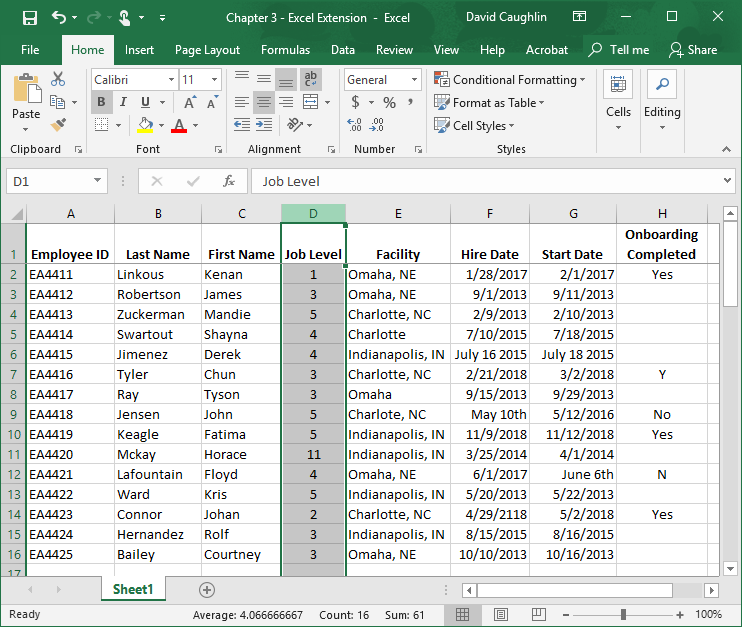 Chapter 3 - Excel Extension - Excel David Caughlin
File Home Insert Page Layout Formulas Data Review View Help Acrobat Tell me Share
Calibri 11 ab c General Conditional Formatting
Paste B I U A A $ % , Format as Table Cells Editing
A .00 .0 .00 Cell Styles
Clipboard Font Alignment Number Styles
D1 fx Job Level
A B C D E F G H
1 Employee ID Last Name First Name Job Level Facility Hire Date Start Date Onboarding Completed
2 EA4411 Linkous Kenan 1 Omaha, NE 1/28/2017 2/1/2017 Yes
3 EA4412 Robertson James 3 Omaha, NE 9/1/2013 9/11/2013
4 EA4413 Zuckerman Mandie 5 Charlotte, NC 2/9/2013 2/10/2013
5 EA4414 Swartout Shayna 4 Charlotte 7/10/2015 7/18/2015
6 EA4415 Jimenez Derek 4 Indianapolis, IN July 16 2015 July 18 2015
7 EA4416 Tyler Chun 3 Charlotte, NC 2/21/2018 3/2/2018 Y
8 EA4417 Ray Tyson 3 Omaha 9/15/2013 9/29/2013
9 EA4418 Jensen John 5 Charlote, NC May 10th 5/12/2016 No
10 EA4419 Keagle Fatima 5 Indianapolis, IN 11/9/2018 11/12/2018 Yes
11 EA4420 Mckay Horace 11 Indianapolis, IN 3/25/2014 4/1/2014
12 EA4421 Lafountain Floyd 4 Omaha, NE 6/1/2017 June 6th N
13 EA4422 Ward Kris 5 Indianapolis, IN 5/20/2013 5/22/2013
14 EA4423 Connor Johan 2 Charlotte, NC 4/29/2118 5/2/2018 Yes
15 EA4424 Hernandez Rolf 3 Indianapolis, IN 8/15/2015 8/16/2015
16 EA4425 Bailey Courtney 3 Omaha, NE 10/10/2013 10/16/2013
17
Sheet1
Ready Average: 4.066666667 Count: 16 Sum: 61 100%